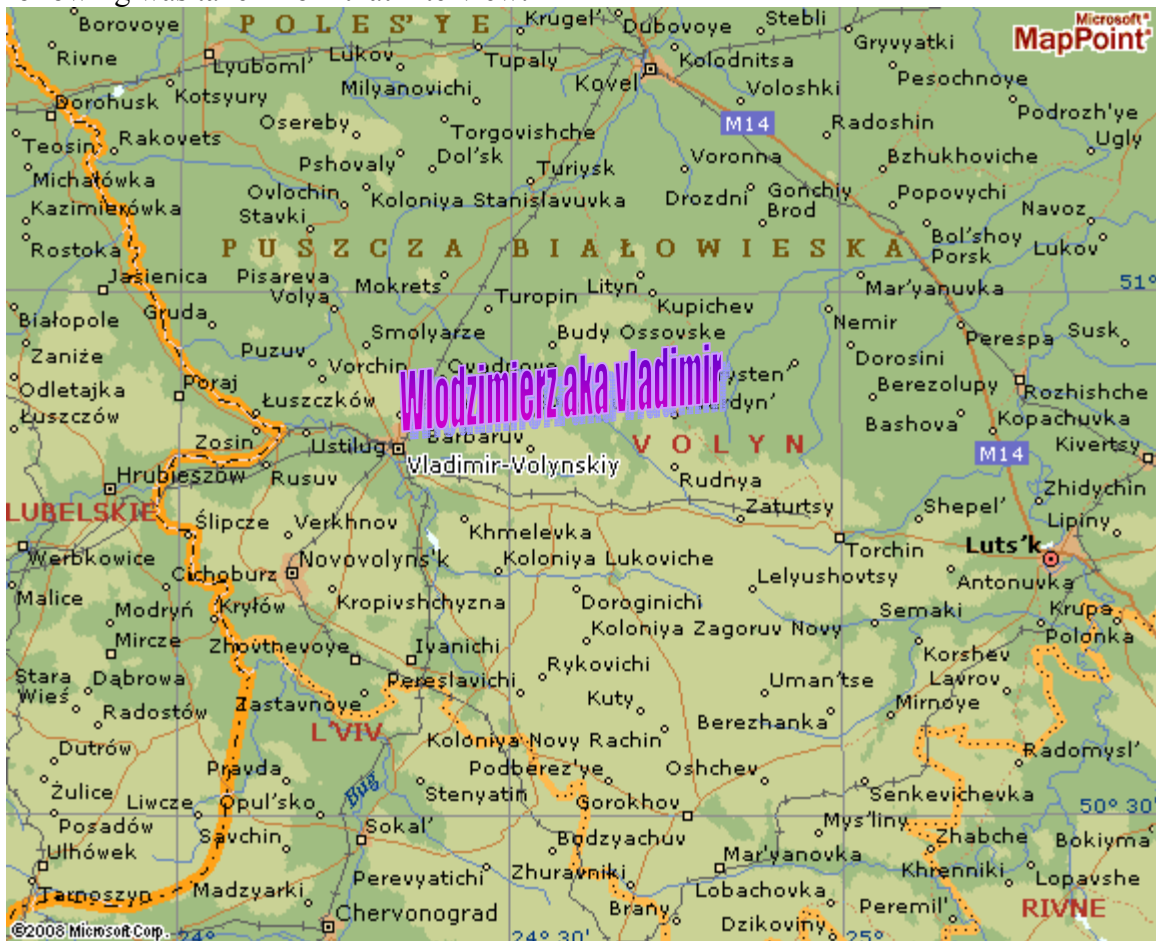 Borovoye
P O L E S'Y E
Krugel'
Dubovoye
Stebli
Microsoft®
MapPoint®
Rivne
Lyuboml'
Lukov
Tupaly
Kolodnitsa
Gryvyatki
Kotsyury
Milyanovichi
Kovel'
Voloshki
Pesochnoye
Dorohusk
Podrozh'ye
Osereby
Torgovishche
M14
Radoshin
Teosin
Rakovets
Ugly
Pshovaly
Dol'sk
Turiysk
Voronna
Bzhukhoviche
Michałówka
Ovlochin
Koloniya Stanislavuvka
Drozdni
Gonchiy
Brod
Popovychi
Kazimierówka
Stavki
Navoz
Rostoka
P U S Z C Z A B I A Ł O W I E S K A
Bol'shoy
Porsk
Lukov
Jasienica
Pisareva
Volya
Mokrets
Turopin
Lityn
Kupichev
Mar'yanuvka
51°
Białopole
Gruda
Smolyarze
Budy Ossovske
Nemir
Perespa
Susk
Zaniże
Puzuv
Vorchin
Dorosini
Odletajka
Poraj
Wlodzimierz aka vladimir
Berezolupy
Rozhishche
Łuszczów
Łuszczków
Bashova
Kopachuvka
Zosin
Ustilug
Barbaruv
V O L Y N
M14
Kivertsy
Hrubieszów
Rusuv
Vladimir-Volynskiy
Rudnya
Zhidychin
LUBELSKIE
Ślipcze
Verkhnov
Khmelevka
Zaturtsy
Shepel'
Lipiny
Werbkowice
Novovolyns'k
Koloniya Lukoviche
Torchin
Luts'k
Cichoburz
Lelyushovtsy
Antonuvka
Malice
Modryń
Kryłów
Kropivshchyzna
Doroginichi
Semaki
Krupa
Mircze
Zhovtnevoye
Ivanichi
Koloniya Zagoruv Novy
Korshev
Polonka
Stara
Wieś
Dąbrowa
Pereslavichi
Rykovichi
Uman'tse
Lavrov
Radostów
Zastavnoye
Kuty
Berezhanka
Mirnoye
L'VIV
Dutrów
Koloniya Novy Rachin
Radomysl'
Pravda
Bug
Podberez'ye
Oshchev
Żulice
Liwcze
Opul'sko
Stenyatin
Gorokhov
Senkevichevka
50° 30'
Posadów
Savchin
Sokal'
Bodzyachuv
Mys'liny
Zhabche
Bokiyma
Ulhówek
Mar'yanovka
Tarnoszyn
Madzyarki
Perevyatichi
Zhuravniki
Lobachovka
Khrenniki
Lopavshe
Chervonograd
Brany
Peremil'
RIVNE
©2008 Microsoft Corp.
24°
24° 30'
Dzikoviny
25°